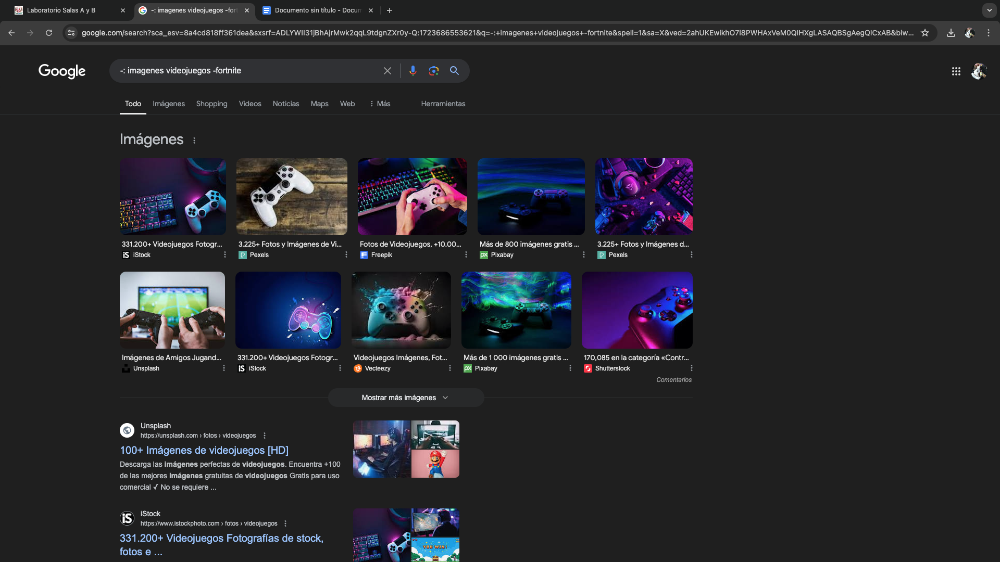 Laboratorio Salas A y B
-: imagenes videojuegos -fort
Documento sin título - Docum
google.com/search?sca_esv=8a4cd818ff361dea&sxsrf=ADLYWII31jBhAjrMwk2qqL9tdgnZXr0y-Q:1723686553621&q=-:+imagenes+videojuegos+-fortnite&spell=1&sa=X&ved=2ahUKEwikhO7l8PWHAxVeM0QIHXgLASAQBSgAegQICxAB&biw...
Google
-: imagenes videojuegos -fortnite
Todo
Imágenes
Shopping
Videos
Noticias
Maps
Web
Más
Herramientas
Imágenes
331.200+ Videojuegos Fotogr...
iS iStock
3.225+ Fotos y Imágenes de Vi...
Pexels
Fotos de Videojuegos, +10.00...
Freepik
Más de 800 imágenes gratis ...
px Pixabay
3.225+ Fotos y Imágenes d...
Pexels
Imágenes de Amigos Jugand...
Unsplash
331.200+ Videojuegos Fotogr...
iS iStock
Videojuegos Imágenes, Fot...
Vecteezy
Más de 1 000 imágenes gratis ...
px Pixabay
170,085 en la categoría «Contr...
Shutterstock
Comentarios
Mostrar más imágenes
Unsplash
https://unsplash.com › fotos › videojuegos
100+ Imágenes de videojuegos [HD]
Descarga las imágenes perfectas de videojuegos. Encuentra +100
de las mejores imágenes gratuitas de videojuegos Gratis para uso
comercial ✓ No se requiere ...
iS
iStock
https://www.istockphoto.com › fotos › videojuegos
331.200+ Videojuegos Fotografías de stock,
fotos e ...
YOU WIN!